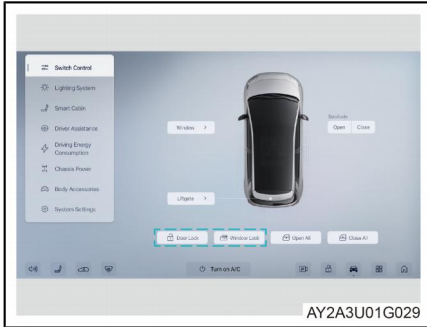 Switch Control
Lighting System
Smart Cabin
Driver Assistance
Driving Energy
Consumption
Chassis Power
Body Accessories
System Settings
Window >
Sunshade
Open Close
Liftgate >
Door Lock
Window Lock
Open All
Close All
Turn on A/C
AY2A3U01G029